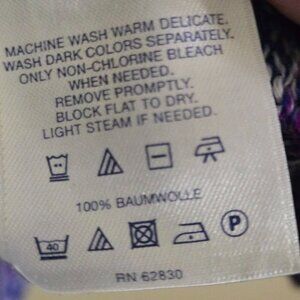 MACHINE WASH WARM DELICATE.
WASH DARK COLORS SEPARATELY.
ONLY NON-CHLORINE BLEACH
WHEN NEEDED.
REMOVE PROMPTLY.
BLOCK FLAT TO DRY.
LIGHT STEAM IF NEEDED.
100% BAUMWOLLE
40 P
RN 62830